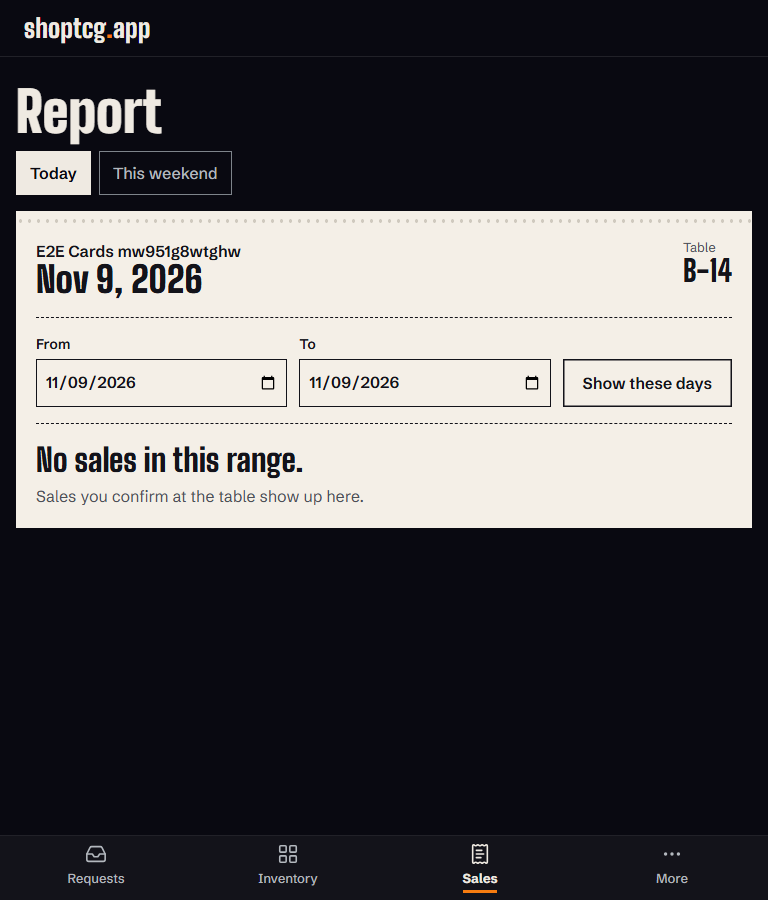 shoptcg.app
Report
Today
This weekend
E2E Cards mw951g8wtghw
Nov 9, 2026
Table
B-14
From
To
11/09/2026
11/09/2026
Show these days
No sales in this range.
Sales you confirm at the table show up here.
Requests
Inventory
Sales
More